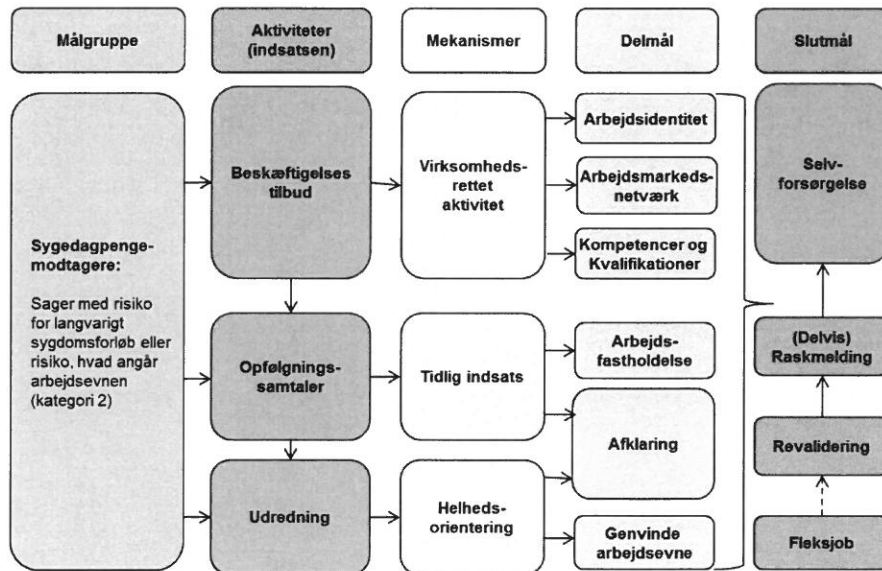 Målgruppe
Aktiviteter
(indsatsen)
Mekanismer
Delmål
Slutmål
Sygedagpenge-
modtagere:
Sager med risiko
for langvarigt
sygdomsforløb eller
risiko, hvad angår
arbejdsevnen
(kategori 2)
Beskæftigelses
tilbud
Opfølgnings-
samtaler
Udredning
Virksomheds-
rettet
aktivitet
Tidlig indsats
Helheds-
orientering
Arbejdsidentitet
Arbejdsmarkeds-
netværk
Kompetencer og
Kvalifikationer
Arbejds-
fastholdelse
Afklaring
Genvinde
arbejdsevne
Selv-
forsørgelse
(Delvis)
Raskmelding
Revalidering
Fleksjob